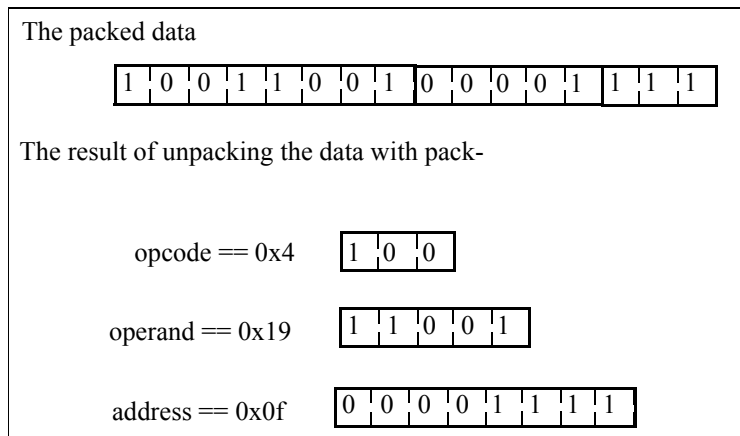 The packed data
1 0 0 1 1 0 0 1 0 0 0 0 1 1 1 1
The result of unpacking the data with pack-
opcode == 0x4 1 0 0
operand == 0x19 1 1 0 0 1
address == 0x0f 0 0 0 0 1 1 1 1